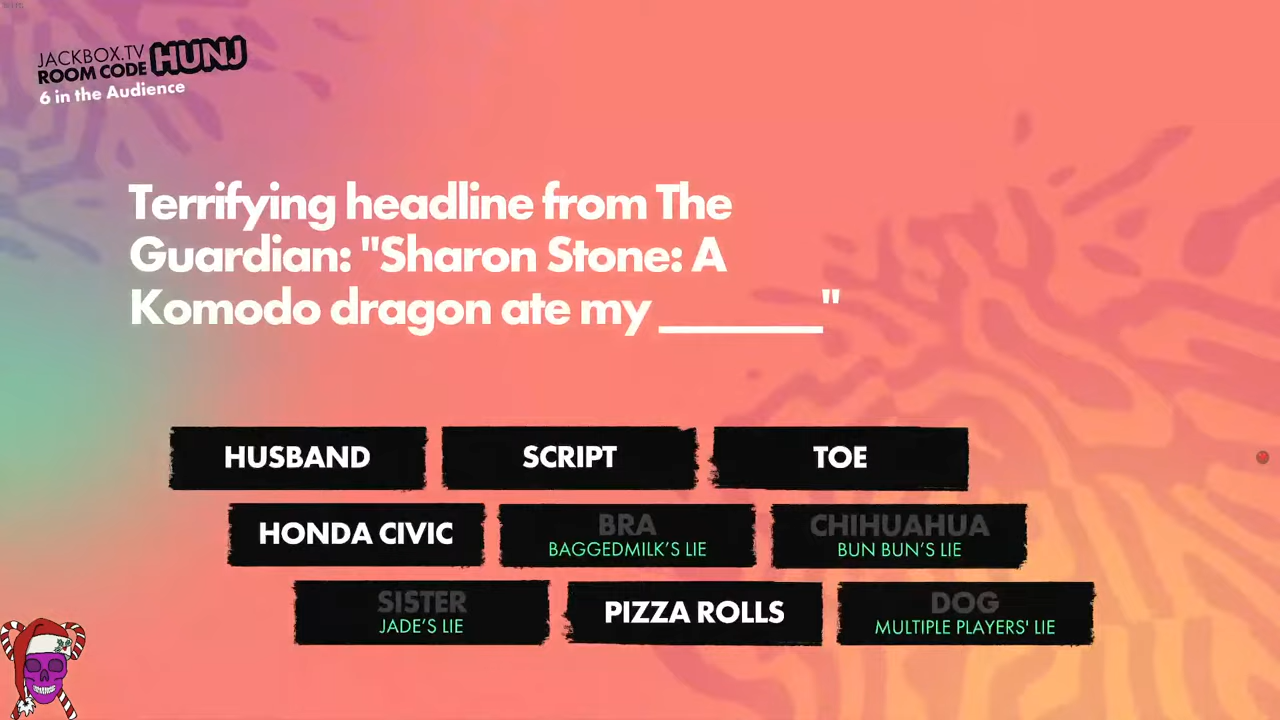 JACKBOX.TV
ROOM CODE HUNJ
6 in the Audience
Terrifying headline from The
Guardian: "Sharon Stone: A
Komodo dragon ate my ______"
HUSBAND
SCRIPT
TOE
HONDA CIVIC
BRA
BAGGEDMILK'S LIE
CHIHUAHUA
BUN BUN'S LIE
SISTER
JADE'S LIE
PIZZA ROLLS
DOG
MULTIPLE PLAYERS' LIE